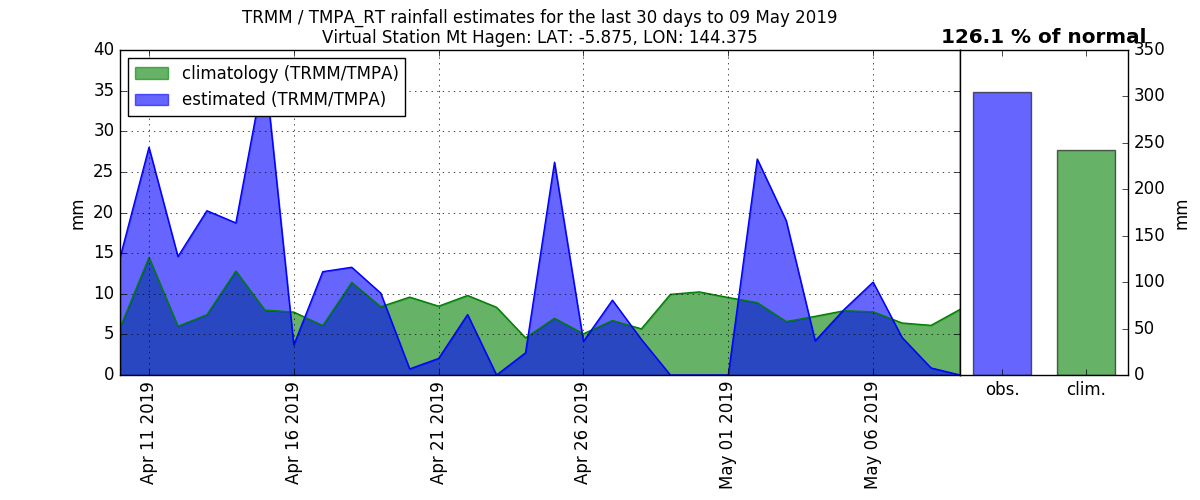 TRMM / TMPA_RT rainfall estimates for the last 30 days to 09 May 2019
Virtual Station Mt Hagen: LAT: -5.875, LON: 144.375
126.1 % of normal
climatology (TRMM/TMPA)
estimated (TRMM/TMPA)
40
35
30
25
20
15
10
5
0
mm
Apr 11 2019
Apr 16 2019
Apr 21 2019
Apr 26 2019
May 01 2019
May 06 2019
obs.
clim.
350
300
250
200
150
100
50
0
mm